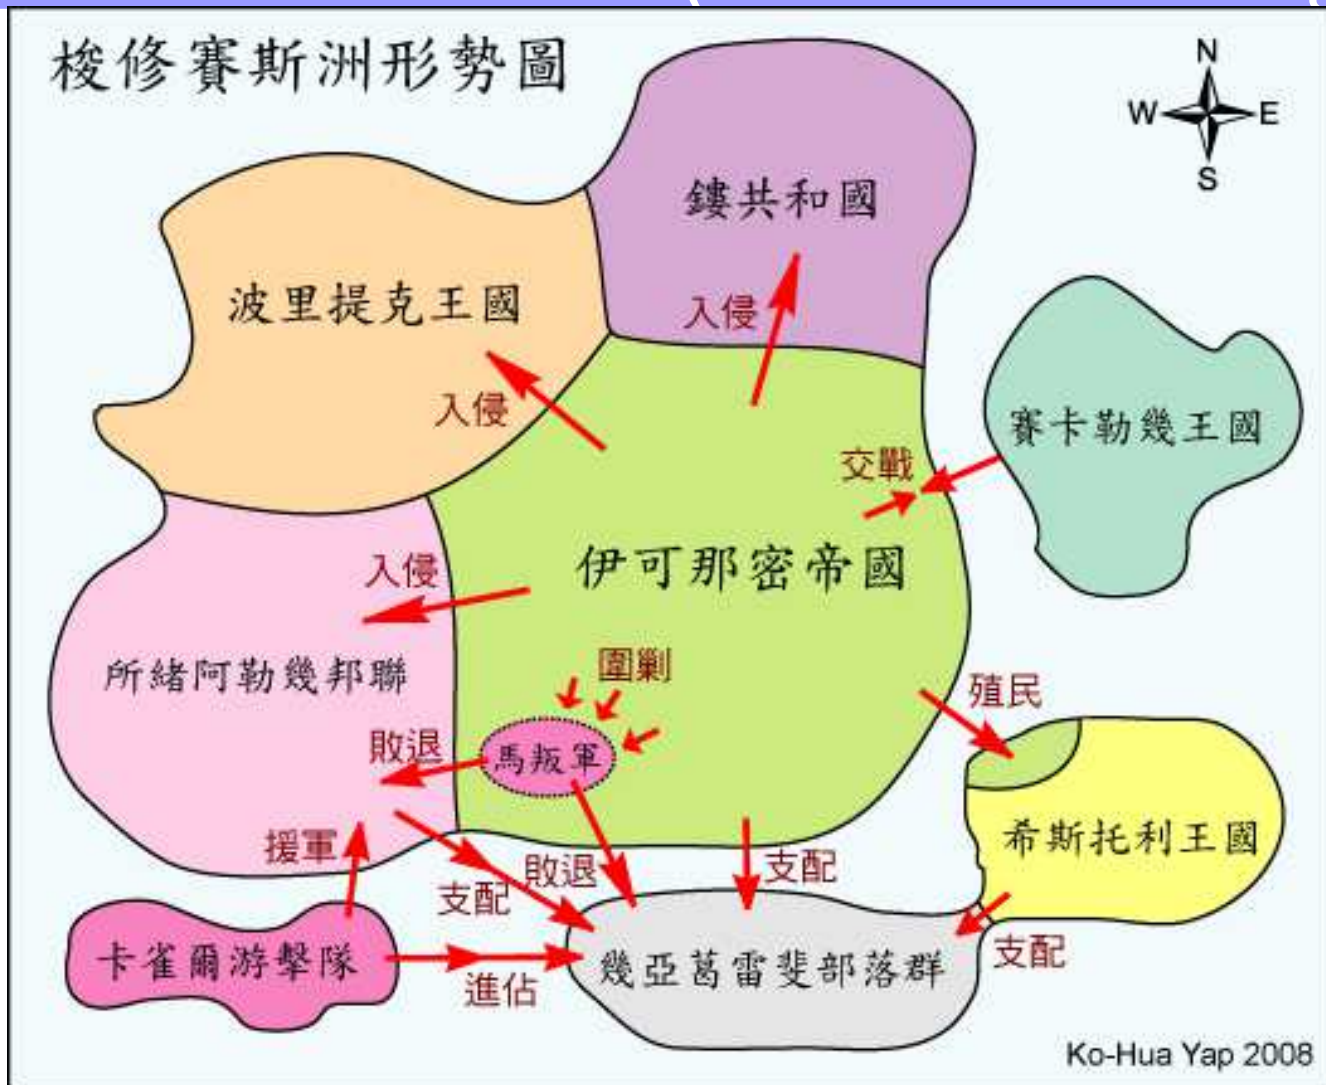 梭修賽斯洲形勢圖
N
W
E
S
鏤共和國
入侵
波里提克王國
入侵
賽卡勒幾王國
交戰
伊可那密帝國
入侵
所緒阿勒幾邦聯
圍剿
殖民
馬叛軍
敗退
希斯托利王國
援軍
支配
敗退
支配
支配
卡雀爾游擊隊
進佔
幾亞葛雷斐部落群
Ko-Hua Yap 2008